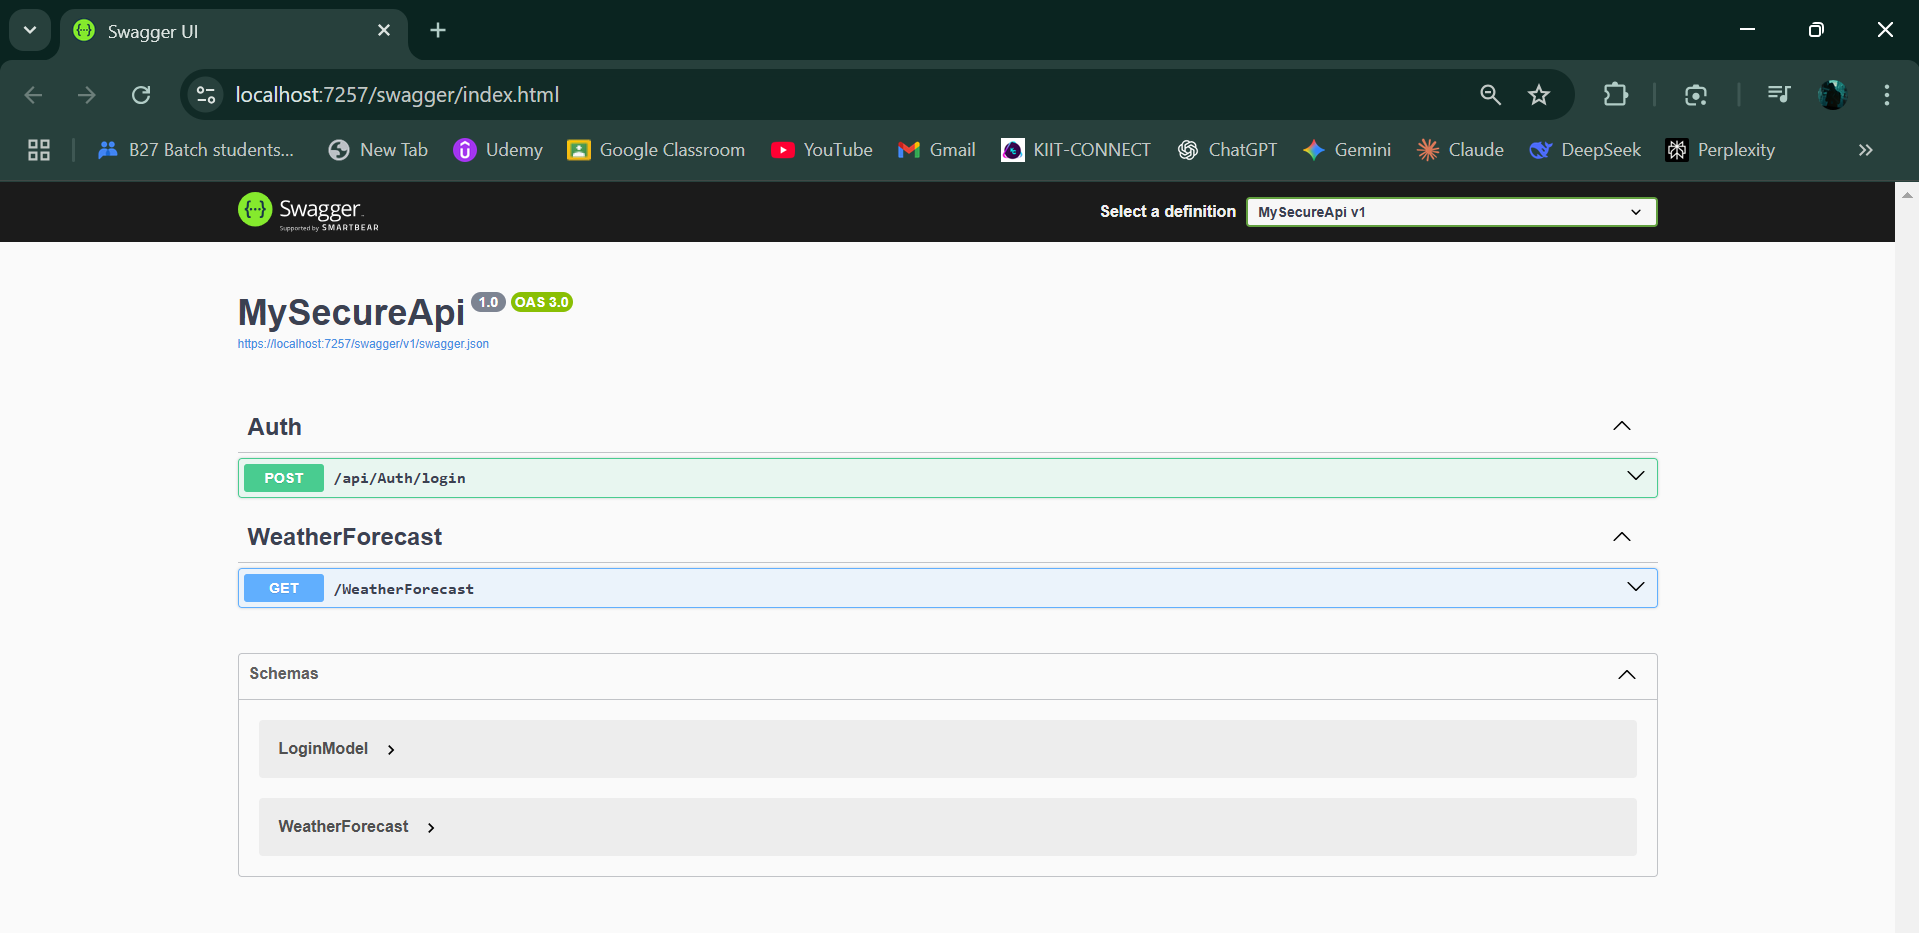 Swagger UI
localhost:7257/swagger/index.html
B27 Batch students... New Tab Udemy Google Classroom YouTube Gmail KIIT-CONNECT ChatGPT Gemini Claude DeepSeek Perplexity
Swagger
Supported by SMARTBEAR
Select a definition MySecureApi v1
MySecureApi 1.0 OAS 3.0
https://localhost:7257/swagger/v1/swagger.json
Auth
POST /api/Auth/login
WeatherForecast
GET /WeatherForecast
Schemas
LoginModel
WeatherForecast